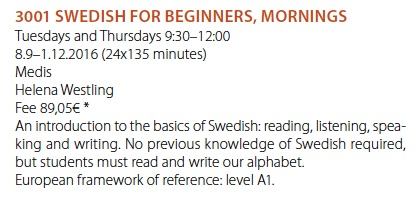 3001 SWEDISH FOR BEGINNERS, MORNINGS
Tuesdays and Thursdays 9:30–12:00
8.9–1.12.2016 (24x135 minutes)
Medis
Helena Westling
Fee 89,05€ *
An introduction to the basics of Swedish: reading, listening, spea-
king and writing. No previous knowledge of Swedish required,
but students must read and write our alphabet.
European framework of reference: level A1.